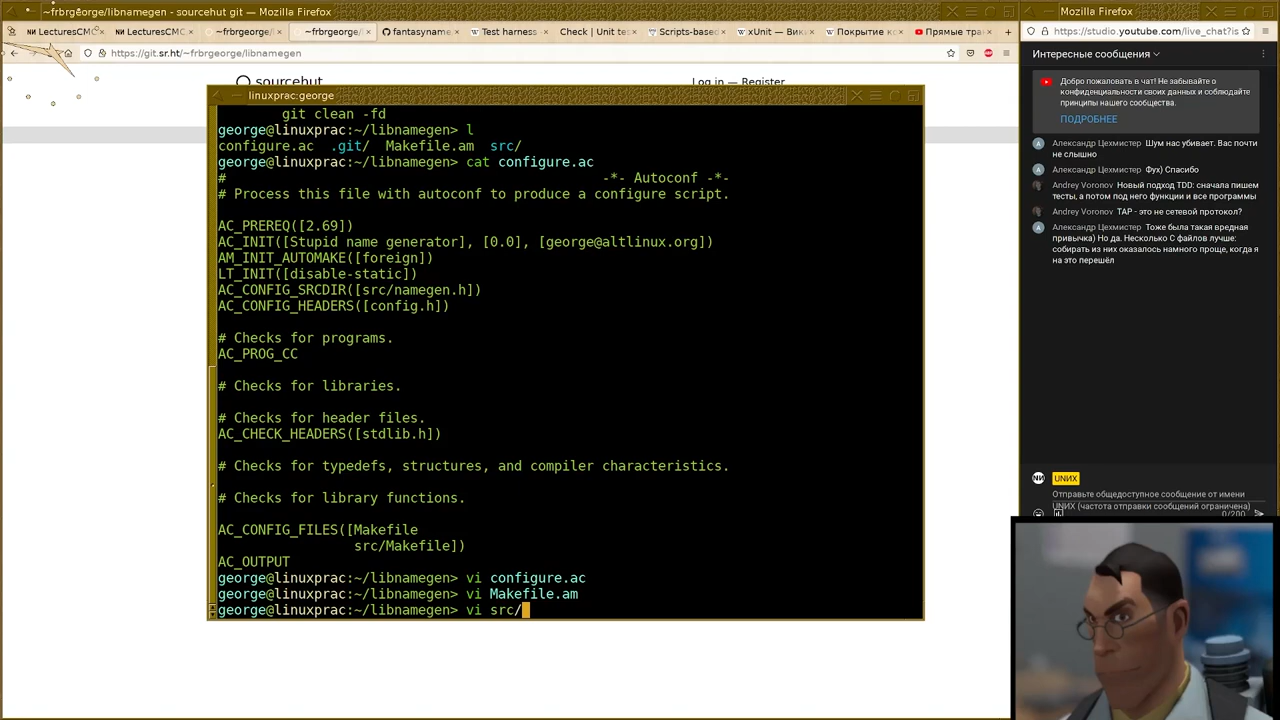 ~frbrgeorge/libnamegen - sourcehut git - Mozilla Firefox
LecturesCMC
LecturesCMC
~frbrgeorge/
~frbrgeorge/
fantasyname
Test harness
Check | Unit tes
Scripts-based
xUnit — Вики
Покрытие ко
Прямые тран
https://git.sr.ht/~frbrgeorge/libnamegen
sourcehut
Log in — Register
linuxprac:george
git clean -fd
george@linuxprac:~/libnamegen> l
configure.ac .git/ Makefile.am src/
george@linuxprac:~/libnamegen> cat configure.ac
# -*- Autoconf -*-
# Process this file with autoconf to produce a configure script.
AC_PREREQ([2.69])
AC_INIT([Stupid name generator], [0.0], [george@altlinux.org])
AM_INIT_AUTOMAKE([foreign])
LT_INIT([disable-static])
AC_CONFIG_SRCDIR([src/namegen.h])
AC_CONFIG_HEADERS([config.h])
# Checks for programs.
AC_PROG_CC
# Checks for libraries.
# Checks for header files.
AC_CHECK_HEADERS([stdlib.h])
# Checks for typedefs, structures, and compiler characteristics.
# Checks for library functions.
AC_CONFIG_FILES([Makefile
src/Makefile])
AC_OUTPUT
george@linuxprac:~/libnamegen> vi configure.ac
george@linuxprac:~/libnamegen> vi Makefile.am
george@linuxprac:~/libnamegen> vi src/
Mozilla Firefox
https://studio.youtube.com/live_chat?is
Интересные сообщения
Добро пожаловать в чат! Не забывайте о
конфиденциальности своих данных и соблюдайте
принципы нашего сообщества.
ПОДРОБНЕЕ
Александр Цехмистер Шум нас убивает. Вас почти
не слышно
Александр Цехмистер Фух) Спасибо
Andrey Voronov Новый подход TDD: сначала пишем
тесты, а потом под него функции и все программы
Andrey Voronov TAP - это не сетевой протокол?
Александр Цехмистер Тоже была такая вредная
привычка) Но да. Несколько С файлов лучше:
собирать из них оказалось намного проще, когда я
на это перешёл
UNИX
Отправьте общедоступное сообщение от имени
UNИX (частота отправки сообщений ограничена)
0/200